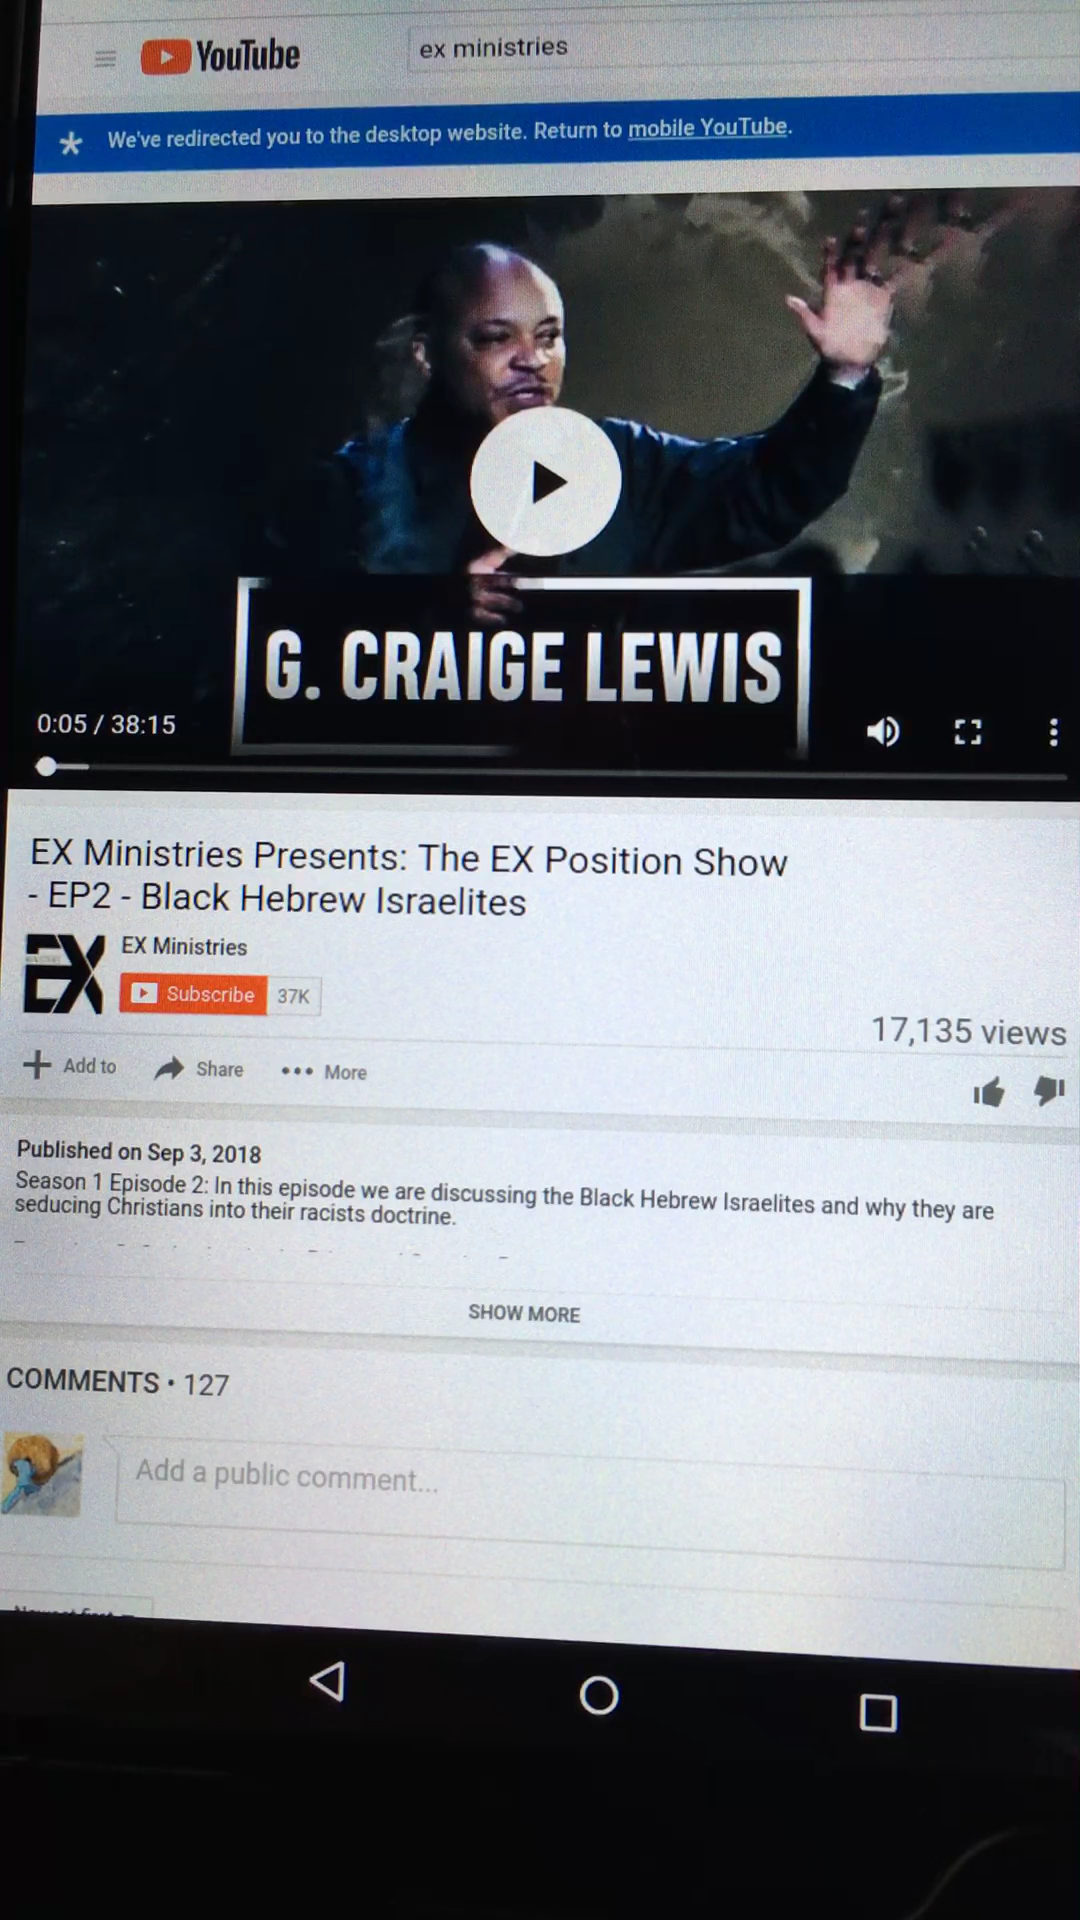 YouTube
ex ministries
We've redirected you to the desktop website. Return to mobile YouTube.
G. CRAIGE LEWIS
0:05 / 38:15
EX Ministries Presents: The EX Position Show
- EP2 - Black Hebrew Israelites
EX
EX Ministries
Subscribe 37K
17,135 views
Add to Share More
Published on Sep 3, 2018
Season 1 Episode 2: In this episode we are discussing the Black Hebrew Israelites and why they are
seducing Christians into their racists doctrine.
SHOW MORE
COMMENTS • 127
Add a public comment...